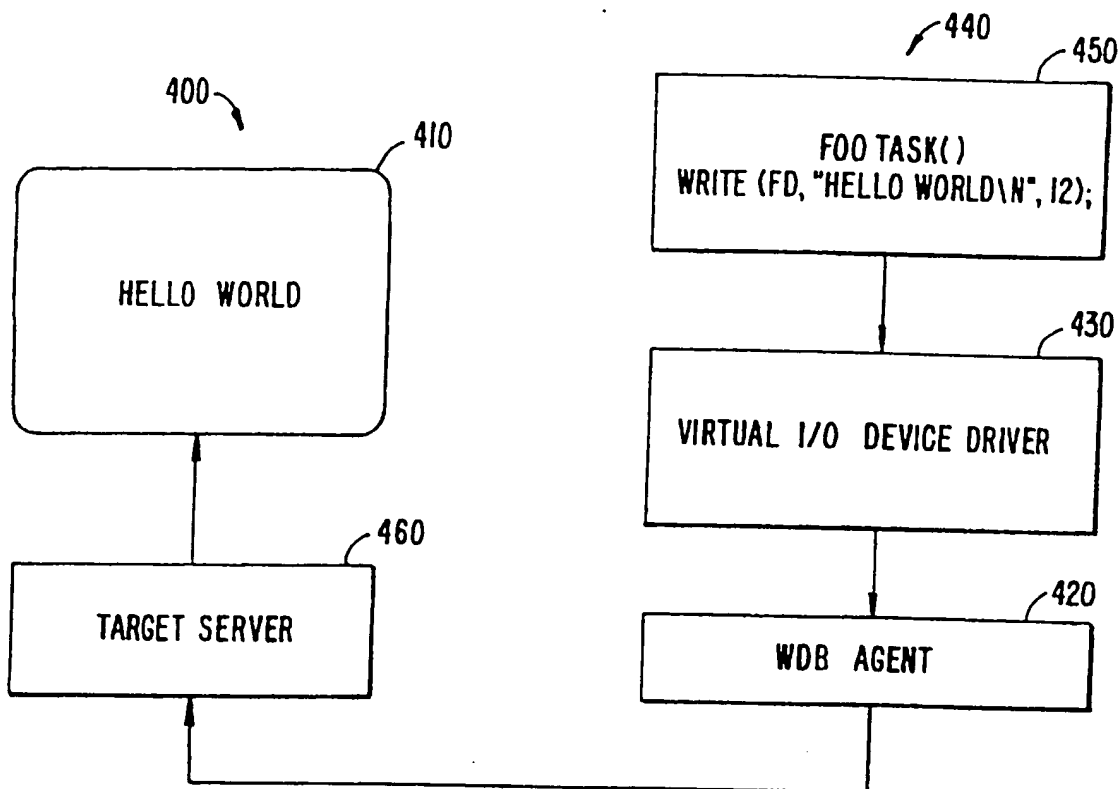 440
450
400
410
FOO TASK()
WRITE (FD, "HELLO WORLD\N", 12);
HELLO WORLD
430
VIRTUAL I/O DEVICE DRIVER
460
TARGET SERVER
420
WDB AGENT